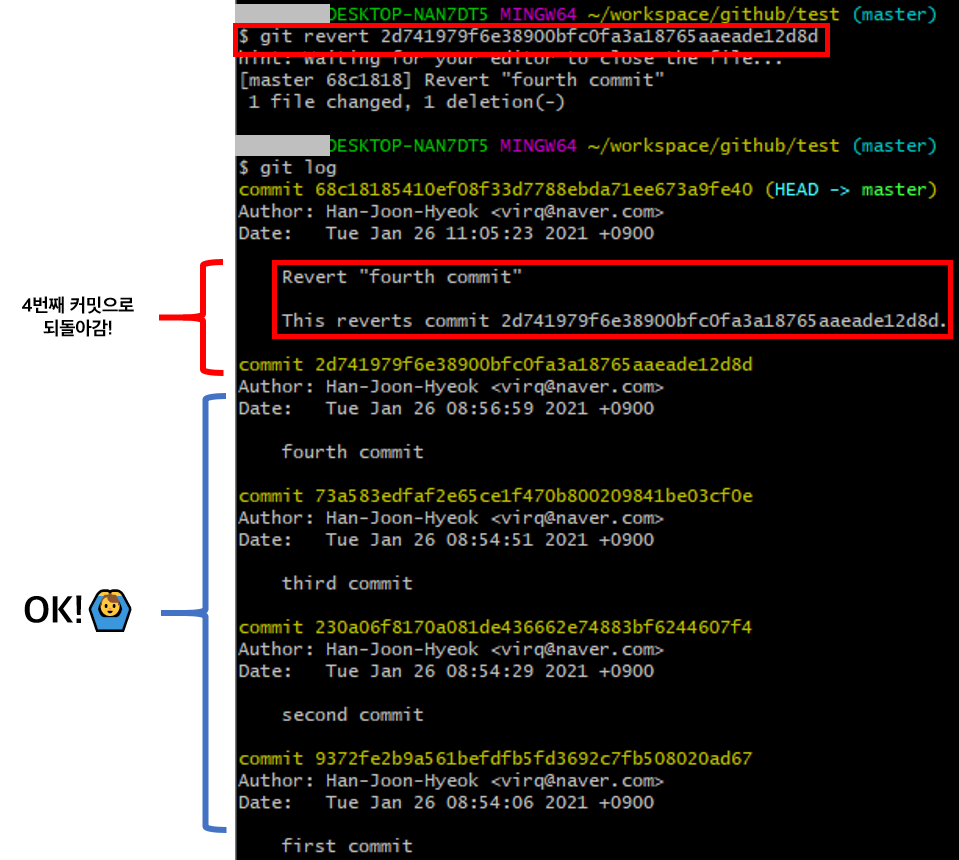 DESKTOP-NAN7DT5 MINGW64 ~/workspace/github/test (master)
$ git revert 2d741979f6e38900bfc0fa3a18765aaeade12d8d
hint: Waiting for your editor to close the file...
[master 68c1818] Revert "fourth commit"
1 file changed, 1 deletion(-)
DESKTOP-NAN7DT5 MINGW64 ~/workspace/github/test (master)
$ git log
commit 68c18185410ef08f33d7788ebda71ee673a9fe40 (HEAD -> master)
Author: Han-Joon-Hyeok <virq@naver.com>
Date:   Tue Jan 26 11:05:23 2021 +0900
Revert "fourth commit"
This reverts commit 2d741979f6e38900bfc0fa3a18765aaeade12d8d.
4번째 커밋으로
되돌아감!
commit 2d741979f6e38900bfc0fa3a18765aaeade12d8d
Author: Han-Joon-Hyeok <virq@naver.com>
Date:   Tue Jan 26 08:56:59 2021 +0900
fourth commit
commit 73a583edfaf2e65ce1f470b800209841be03cf0e
Author: Han-Joon-Hyeok <virq@naver.com>
Date:   Tue Jan 26 08:54:51 2021 +0900
third commit
OK!
commit 230a06f8170a081de436662e74883bf6244607f4
Author: Han-Joon-Hyeok <virq@naver.com>
Date:   Tue Jan 26 08:54:29 2021 +0900
second commit
commit 9372fe2b9a561befdfb5fd3692c7fb508020ad67
Author: Han-Joon-Hyeok <virq@naver.com>
Date:   Tue Jan 26 08:54:06 2021 +0900
first commit